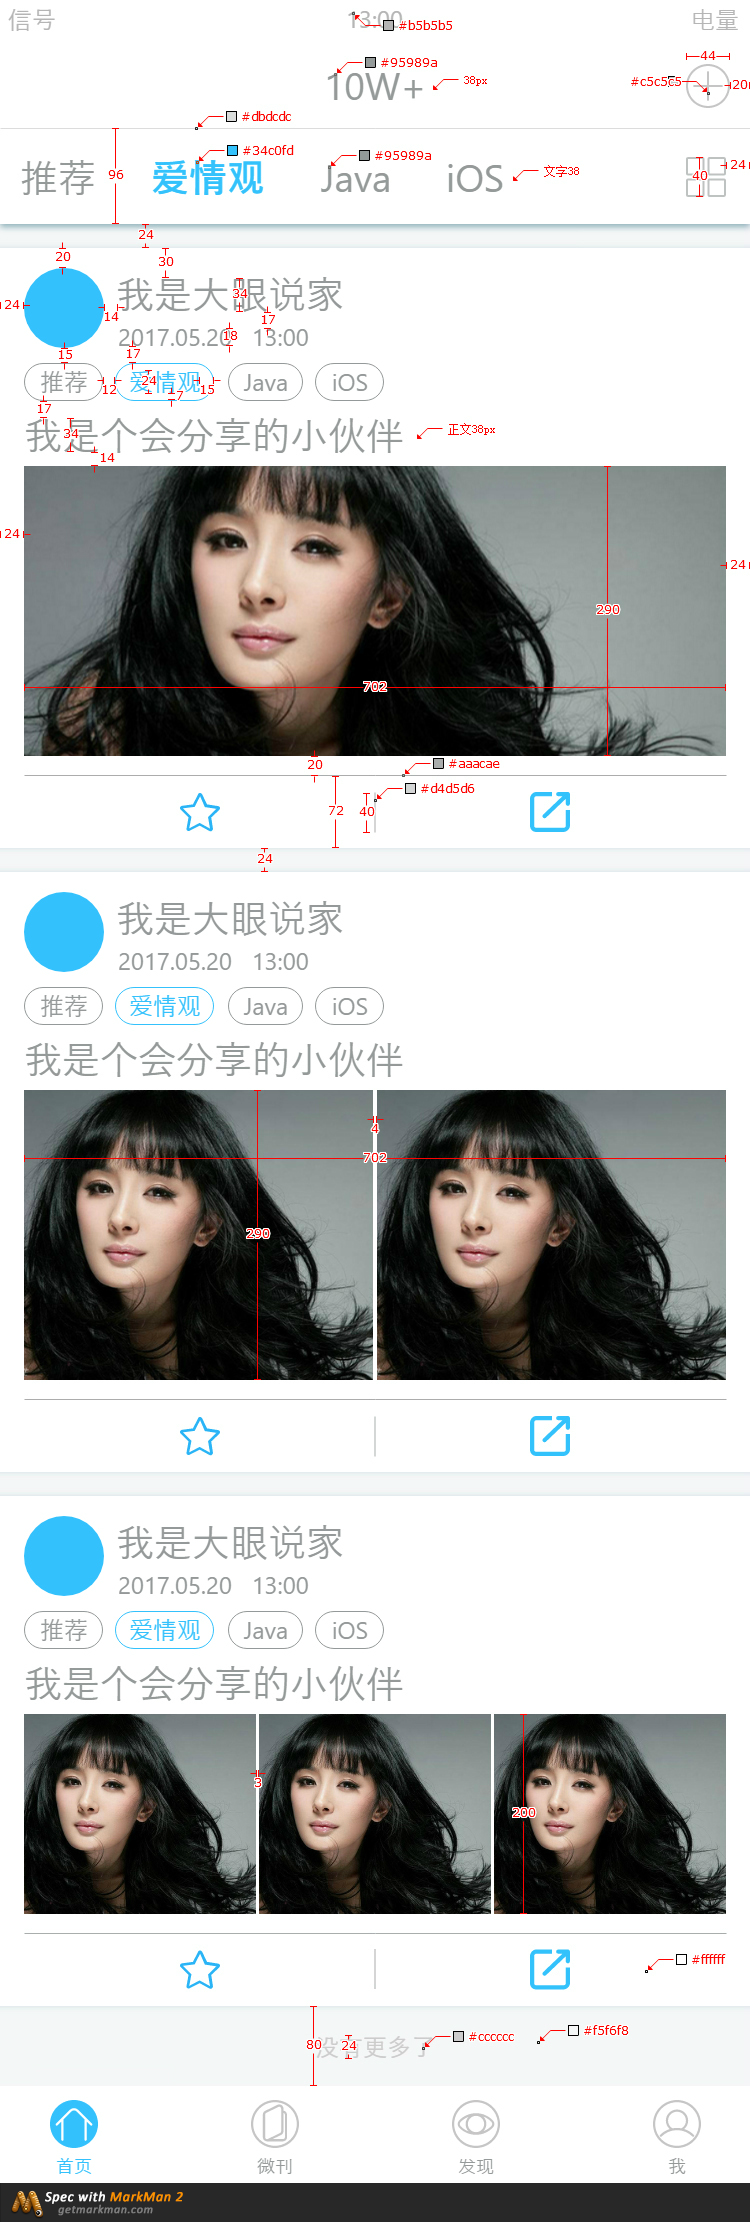 信号 13:00 电量
#b5b5b5
#95989a
10W+ 38px
44
#c5c5c5
20
#dbdcdc
#34c0fd
#95989a
推荐 爱情观 Java iOS
96
文字38
40
24
24
20
30
24
14
我是大眼说家
34
17
2017.05.20 13:00
18
15
17
推荐 爱情观 Java iOS
12
24
15
7
17
我是个会分享的小伙伴
34
正文38px
14
24
24
290
702
20
#aaacae
#d4d5d6
72
40
24
我是大眼说家
2017.05.20 13:00
推荐 爱情观 Java iOS
我是个会分享的小伙伴
4
702
290
我是大眼说家
2017.05.20 13:00
推荐 爱情观 Java iOS
我是个会分享的小伙伴
3
200
#ffffff
#cccccc
#f5f6f8
80
没有更多了
24
首页 微刊 发现 我
Spec with MarkMan 2
getmarkman.com